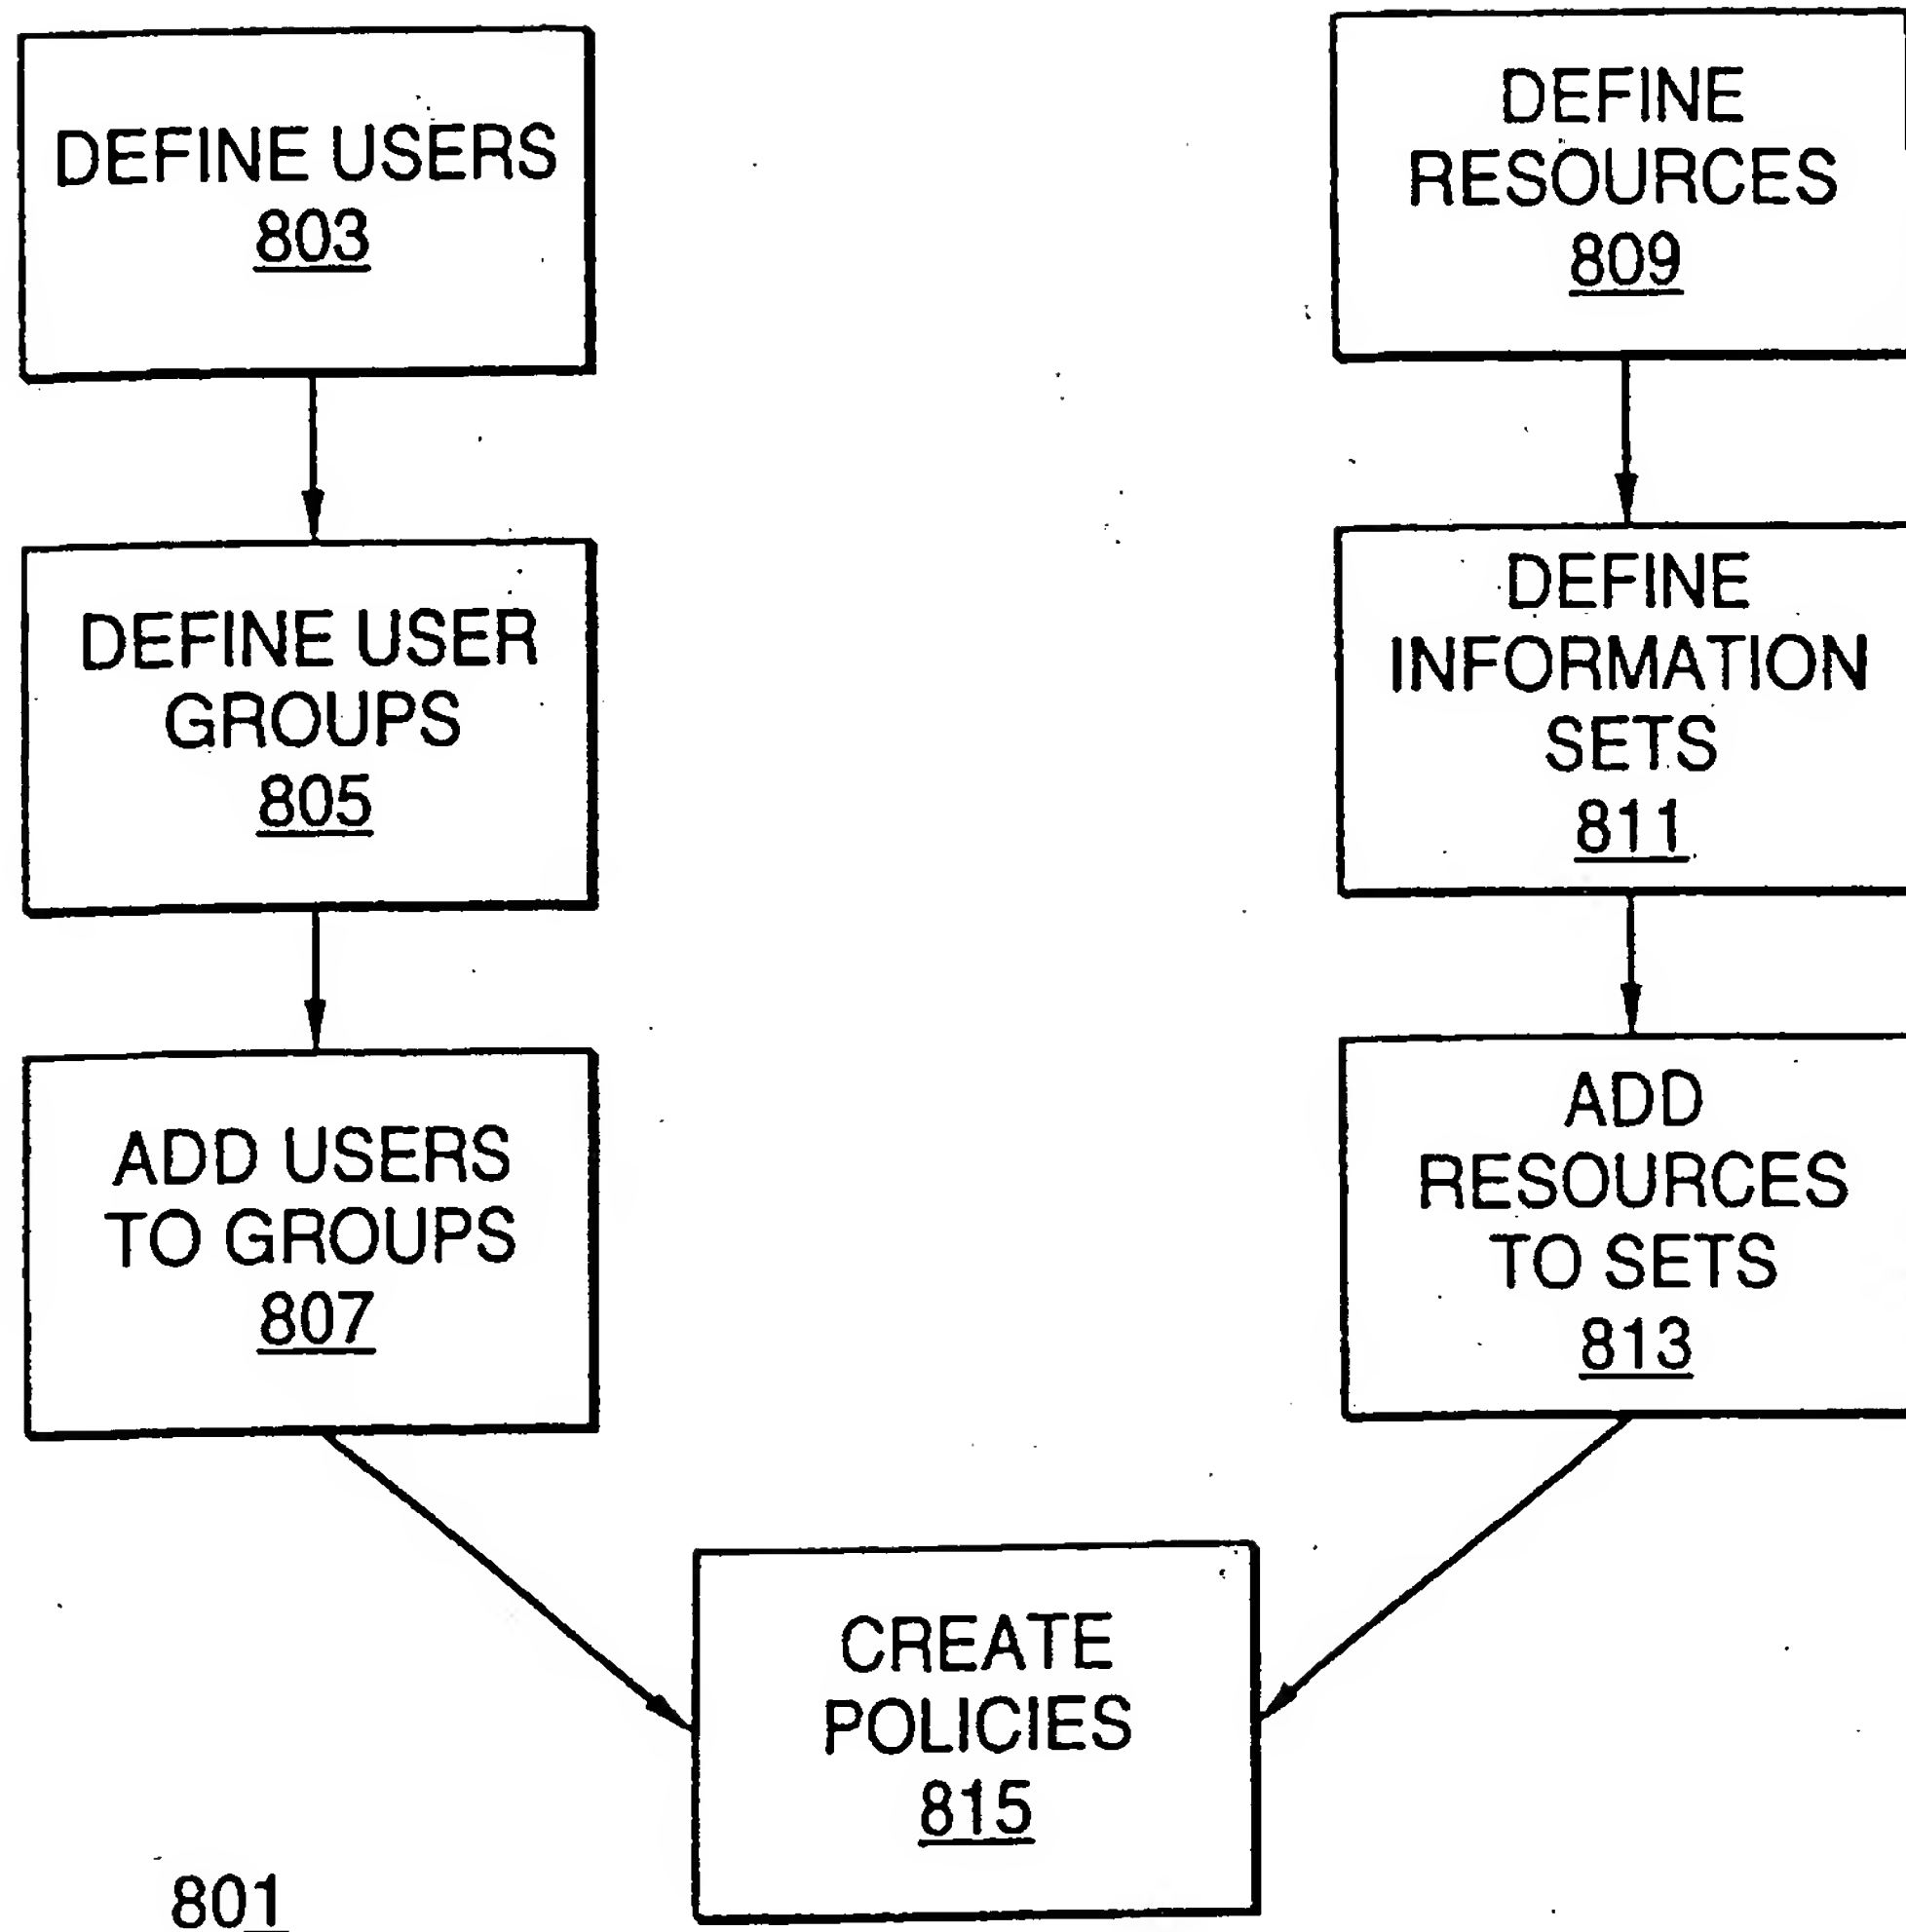 DEFINE USERS
803
DEFINE USER
GROUPS
805
ADD USERS
TO GROUPS
807
DEFINE
RESOURCES
809
DEFINE
INFORMATION
SETS
811
ADD
RESOURCES
TO SETS
813
CREATE
POLICIES
815
801